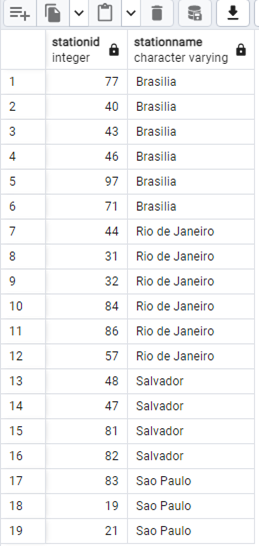 stationid stationname
integer character varying
1 77 Brasilia
2 40 Brasilia
3 43 Brasilia
4 46 Brasilia
5 97 Brasilia
6 71 Brasilia
7 44 Rio de Janeiro
8 31 Rio de Janeiro
9 32 Rio de Janeiro
10 84 Rio de Janeiro
11 86 Rio de Janeiro
12 57 Rio de Janeiro
13 48 Salvador
14 47 Salvador
15 81 Salvador
16 82 Salvador
17 83 Sao Paulo
18 19 Sao Paulo
19 21 Sao Paulo